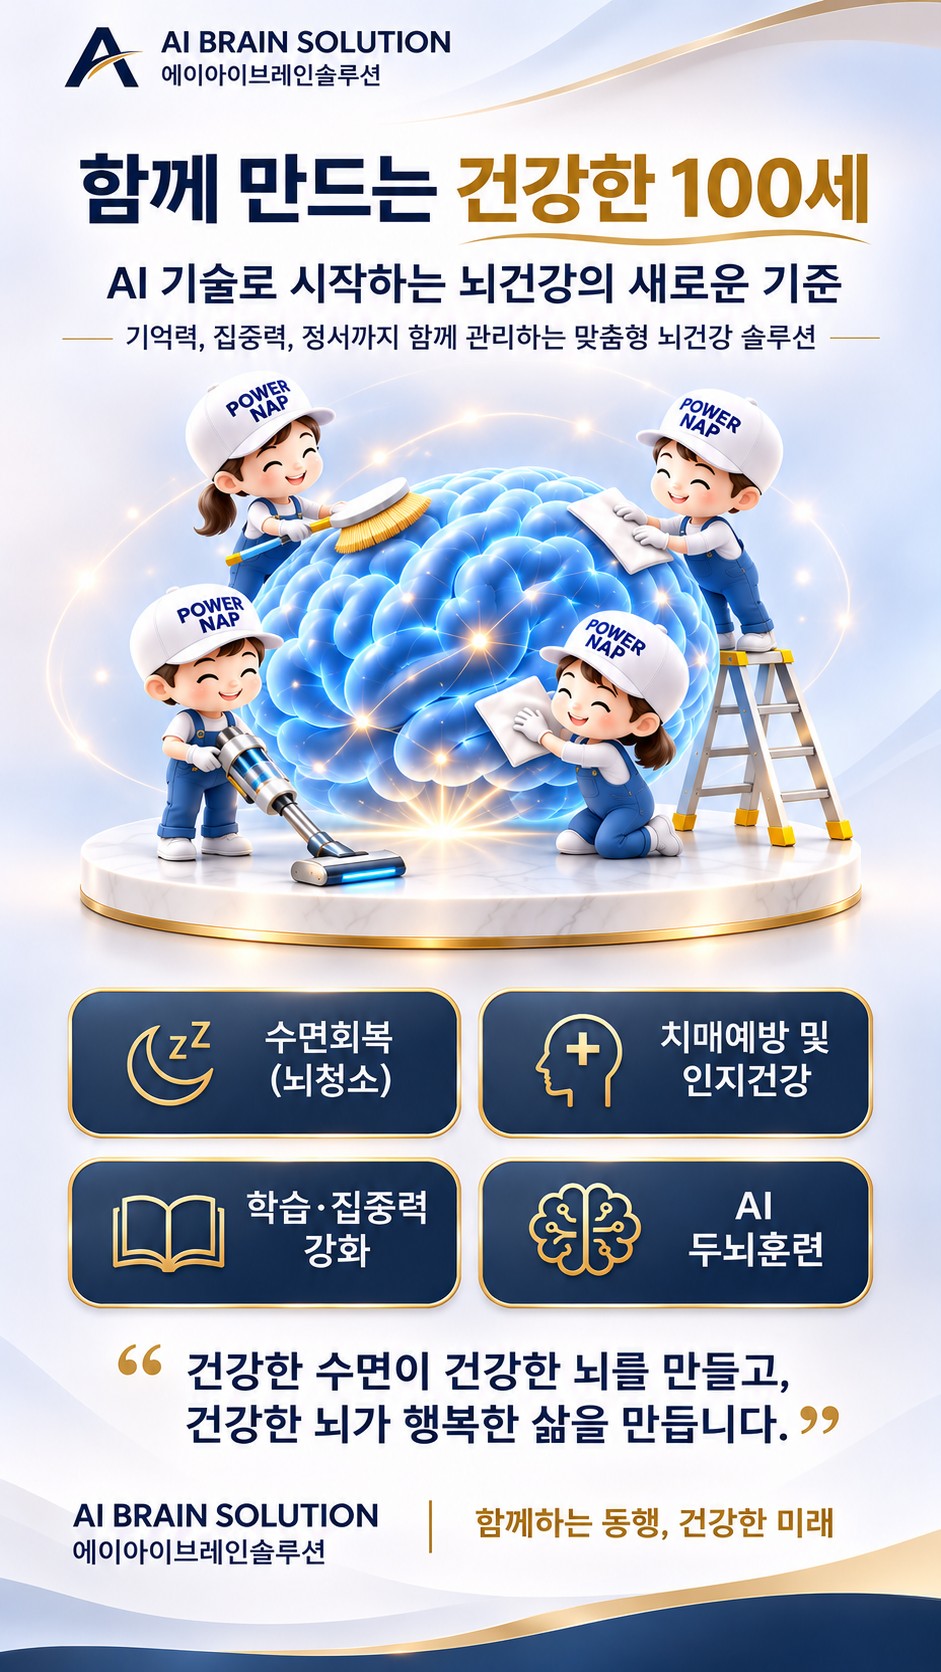 AI BRAIN SOLUTION
에이아이브레인솔루션
함께 만드는 건강한 100세
AI 기술로 시작하는 뇌건강의 새로운 기준
기억력, 집중력, 정서까지 함께 관리하는 맞춤형 뇌건강 솔루션
POWER
NAP
POWER
NAP
POWER
NAP
POWER
NAP
zZ
수면회복
(뇌청소)
치매예방 및
인지건강
학습·집중력
강화
AI
두뇌훈련
“ 건강한 수면이 건강한 뇌를 만들고,
건강한 뇌가 행복한 삶을 만듭니다. ”
AI BRAIN SOLUTION
에이아이브레인솔루션
함께하는 동행, 건강한 미래